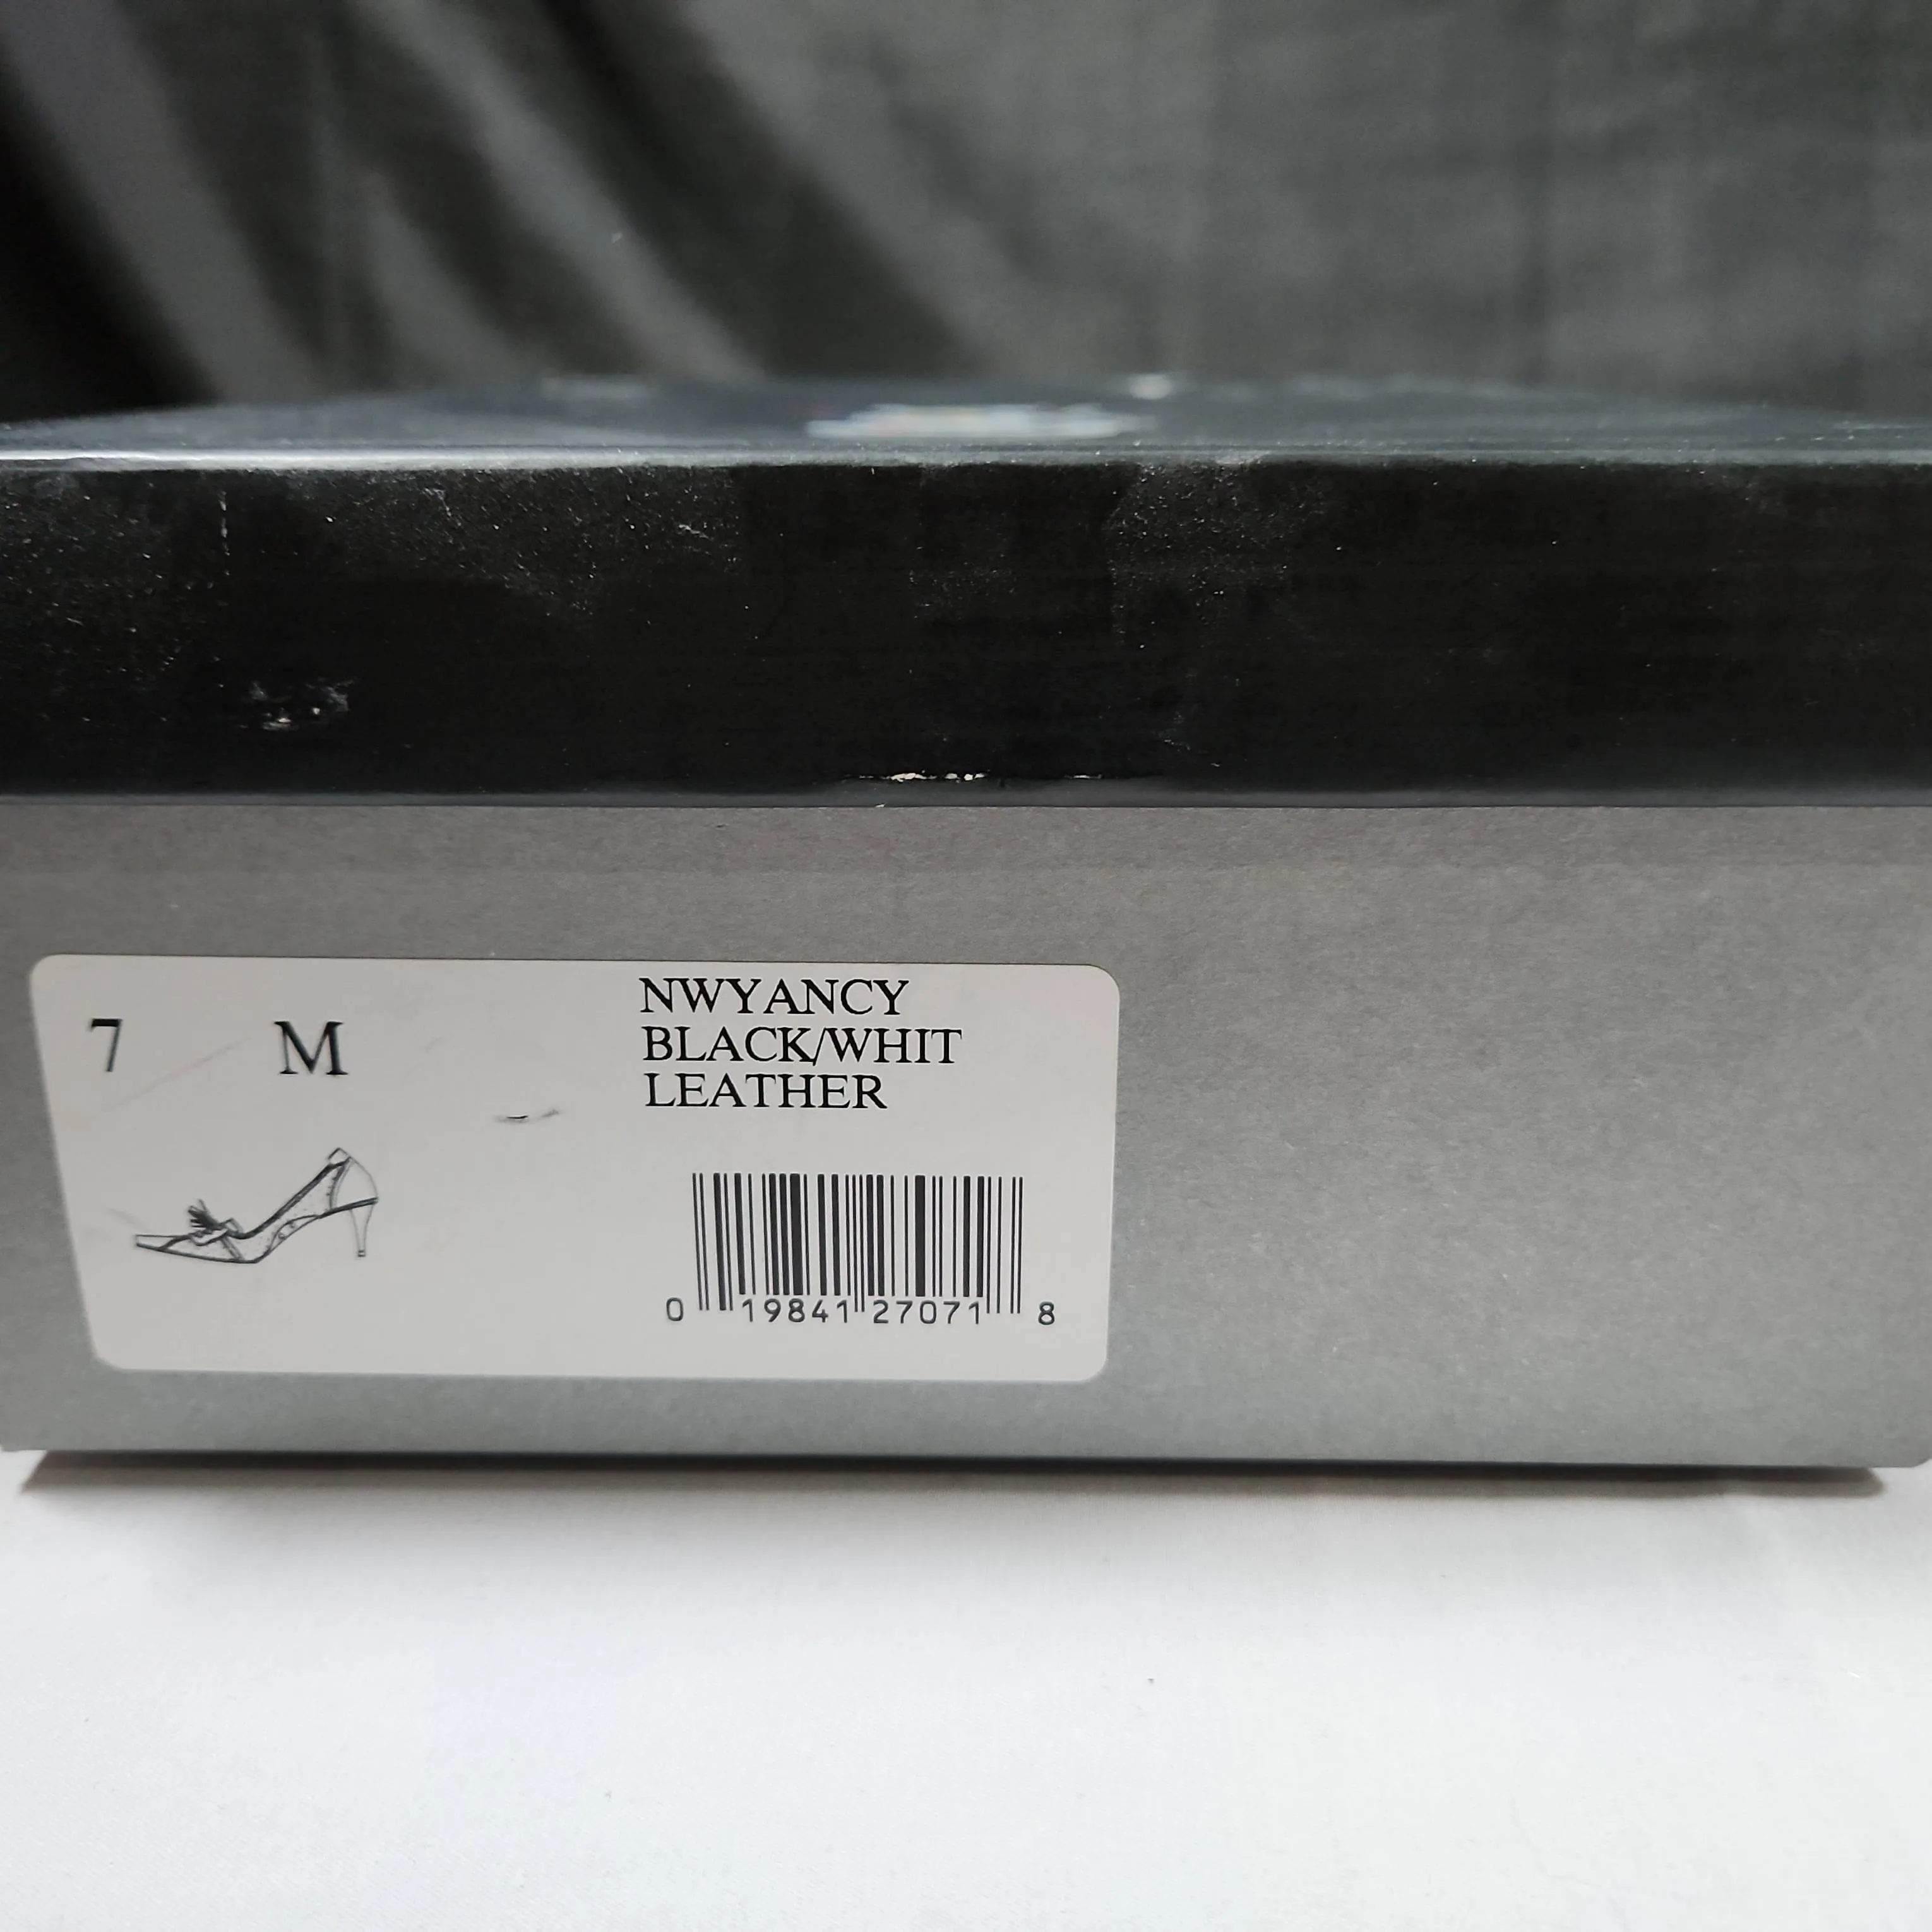 7 M
NWYANCY
BLACK/WHIT
LEATHER
0 19841 27071 8